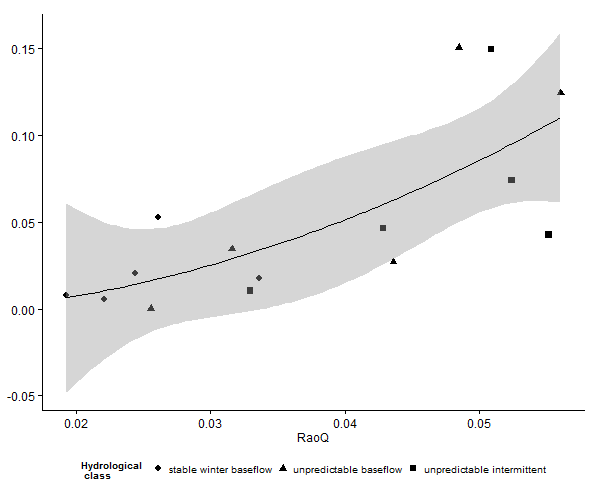 0.15
0.10
0.05
0.00
-0.05
0.02 0.03 0.04 0.05
RaoQ
Hydrological
class
stable winter baseflow unpredictable baseflow unpredictable intermittent